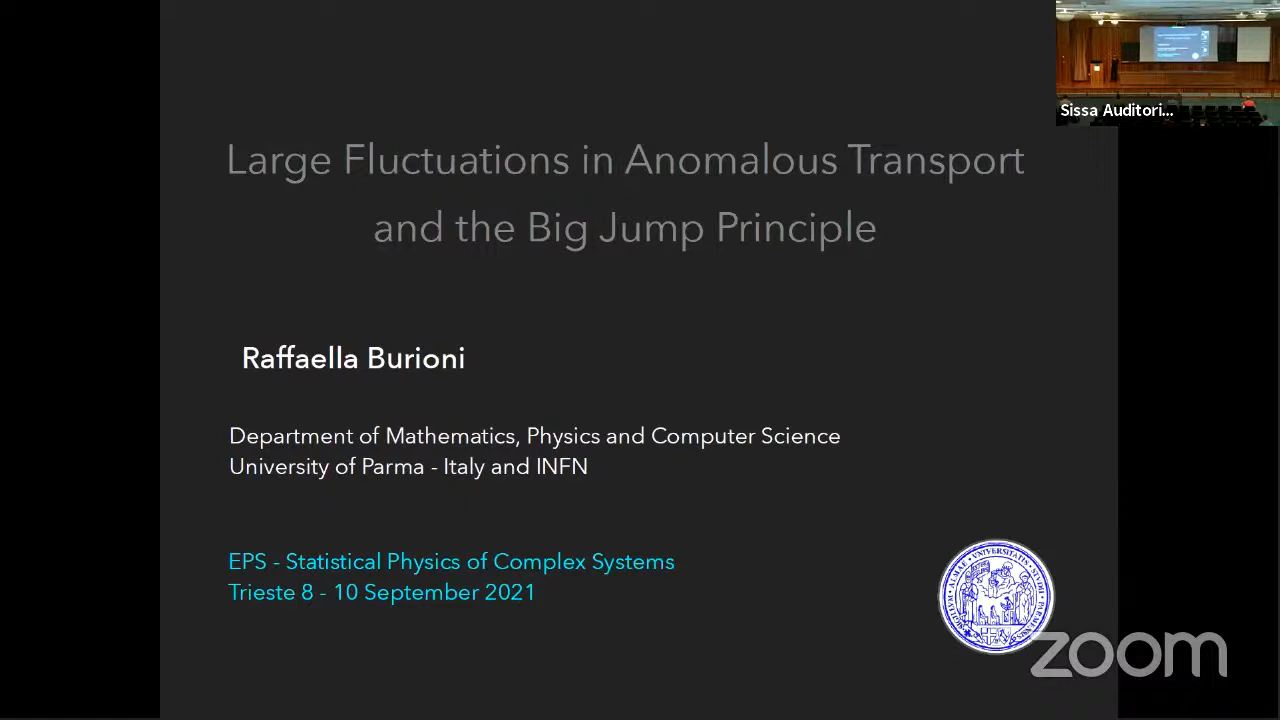 Large Fluctuations in Anomalous Transport
and the Big Jump Principle
Raffaella Burioni
Department of Mathematics, Physics and Computer Science
University of Parma - Italy and INFN
EPS - Statistical Physics of Complex Systems
Trieste 8 - 10 September 2021
Sissa Auditori...
zoom